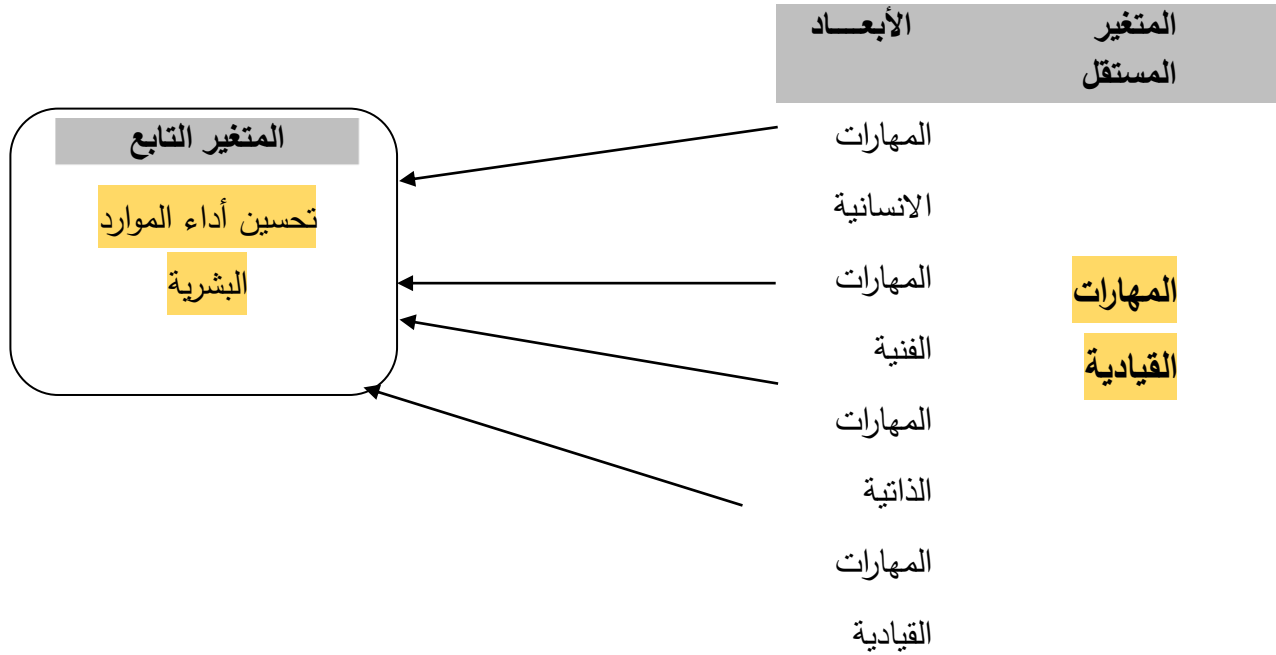 المتغير
المستقل
الأبعـــاد
المهارات
القيادية
المهارات
الانسانية
المهارات
الفنية
المهارات
الذاتية
المهارات
القيادية
المتغير التابع
تحسين أداء الموارد
البشرية